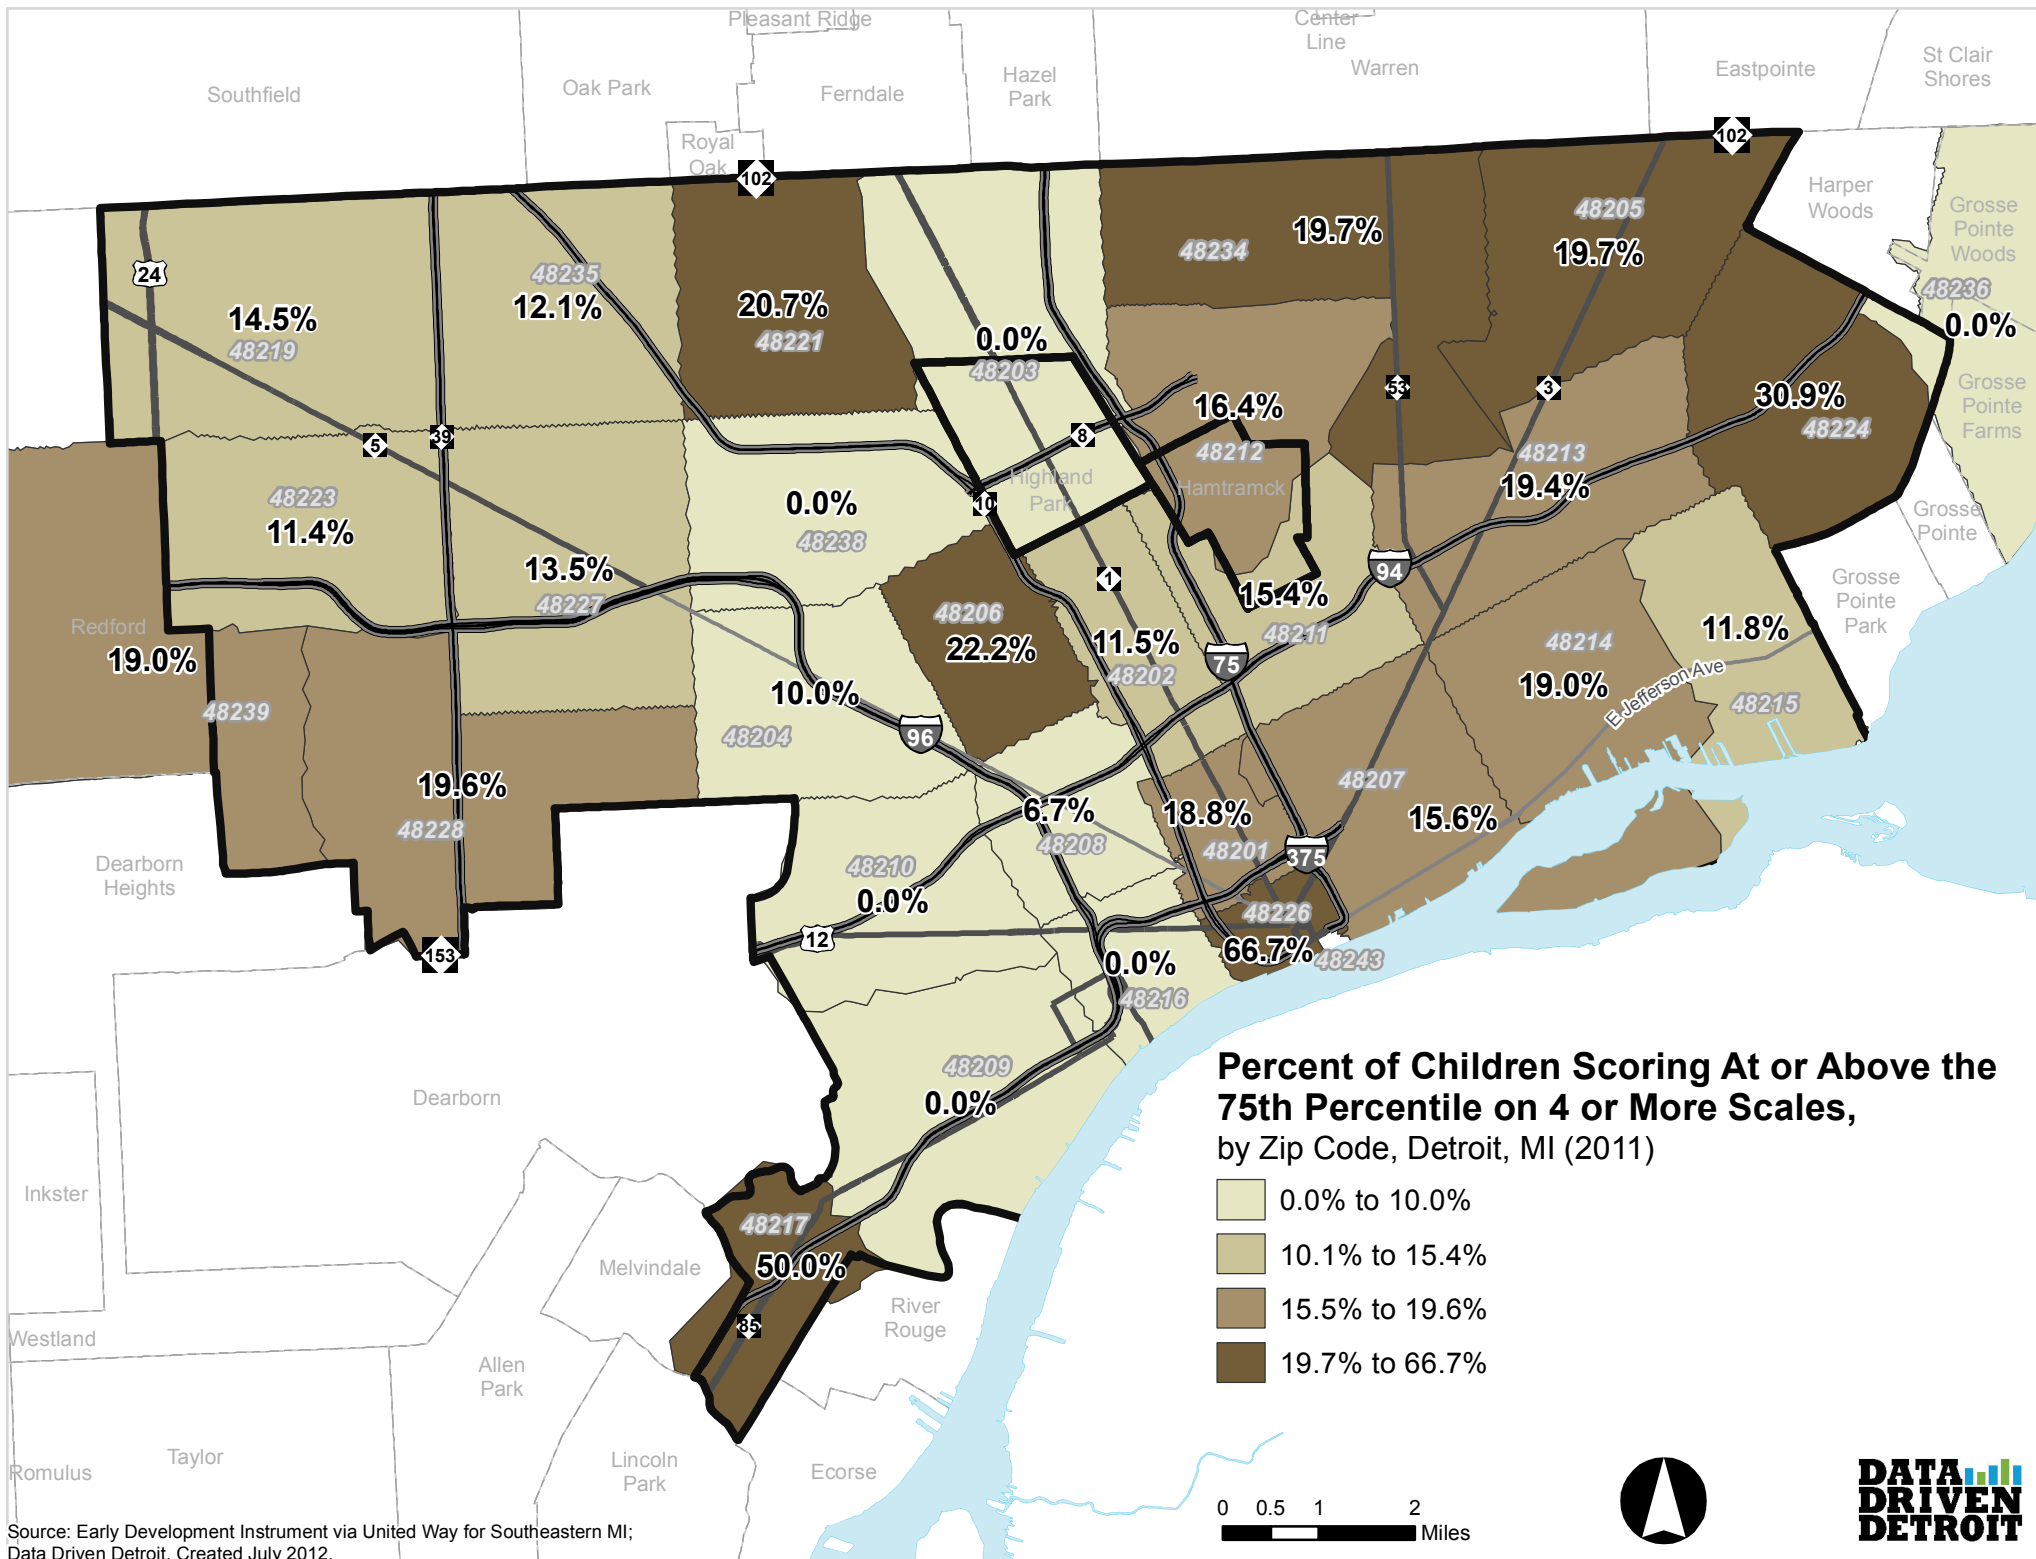 Pleasant Ridge
Center
Line
Southfield
Oak Park
Ferndale
Hazel
Park
Warren
Eastpointe
St Clair
Shores
Royal
Oak
102
102
Harper
Woods
Grosse
Pointe
Woods
24
48235
12.1%
14.5%
48219
20.7%
48221
0.0%
48203
48234
19.7%
48205
19.7%
48236
0.0%
Grosse
Pointe
Farms
5
39
8
53
3
16.4%
48212
Hamtramck
30.9%
48224
48213
19.4%
48223
11.4%
0.0%
48238
Highland
Park
10
Grosse
Pointe
13.5%
48227
1
94
15.4%
48211
Grosse
Pointe
Park
Redford
19.0%
48206
22.2%
11.5%
48202
75
48214
19.0%
11.8%
48215
E Jefferson Ave
48239
10.0%
48204
96
19.6%
48228
6.7%
48208
18.8%
48201
48207
15.6%
375
Dearborn
Heights
48210
0.0%
12
153
48226
66.7%
48243
0.0%
48216
48209
0.0%
Dearborn
Inkster
48217
50.0%
85
Melvindale
River
Rouge
Westland
Allen
Park
Taylor
Romulus
Lincoln
Park
Ecorse
Percent of Children Scoring At or Above the
75th Percentile on 4 or More Scales,
by Zip Code, Detroit, MI (2011)
0.0% to 10.0%
10.1% to 15.4%
15.5% to 19.6%
19.7% to 66.7%
0 0.5 1 2
Miles
DATA
DRIVEN
DETROIT
Source: Early Development Instrument via United Way for Southeastern MI;
Data Driven Detroit. Created July 2012.